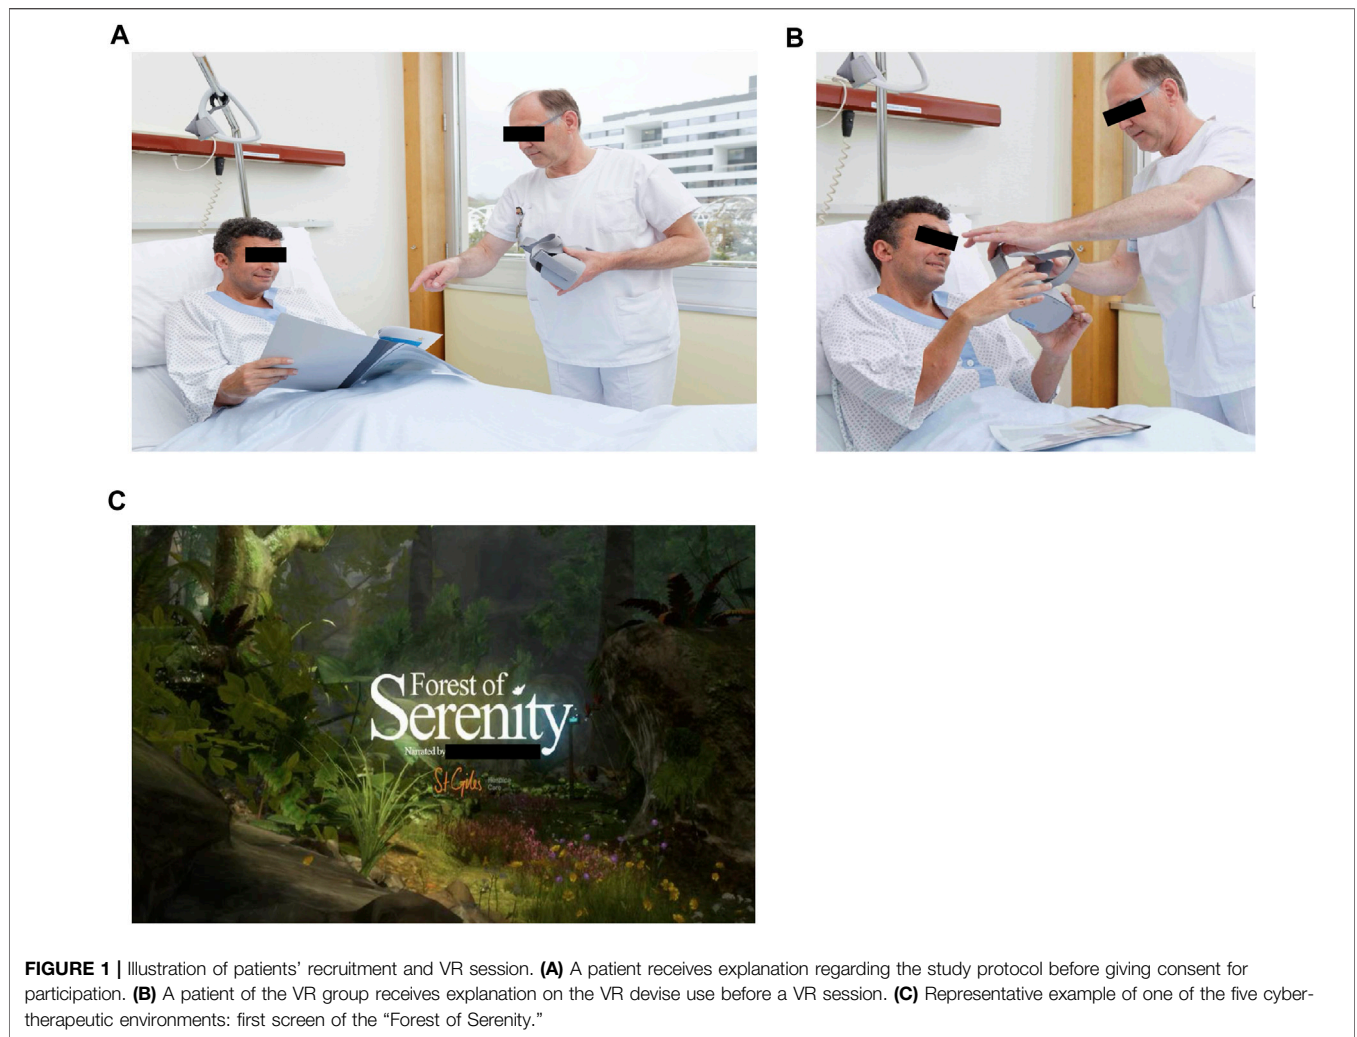 A
B
C
Forest of
Serenity
Narrated by
St Giles
Hospice
Care
FIGURE 1 | Illustration of patients' recruitment and VR session. (A) A patient receives explanation regarding the study protocol before giving consent for
participation. (B) A patient of the VR group receives explanation on the VR devise use before a VR session. (C) Representative example of one of the five cyber-
therapeutic environments: first screen of the “Forest of Serenity.”